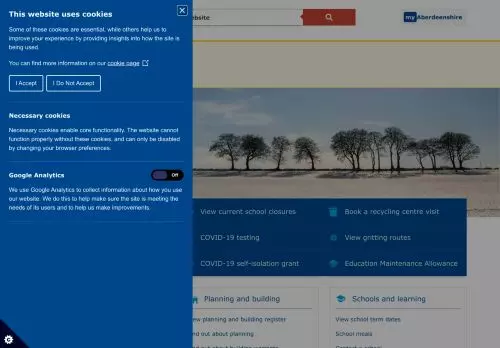 This website uses cookies
Some of these cookies are essential, while others help us to
improve your experience by providing insights into how the site is
being used.
You can find more information on our cookie page
I Accept
I Do Not Accept
Necessary cookies
Necessary cookies enable core functionality. The website cannot
function properly without these cookies, and can only be disabled
by changing your browser preferences.
Google Analytics
Off
We use Google Analytics to collect information about how you use
our website. We do this to help make sure the site is meeting the
needs of its users and to help us make improvements.
website
myAberdeenshire
View current school closures
Book a recycling centre visit
COVID-19 testing
View gritting routes
COVID-19 self-isolation grant
Education Maintenance Allowance
Planning and building
Schools and learning
planning and building register
View school term dates
out about planning
School meals